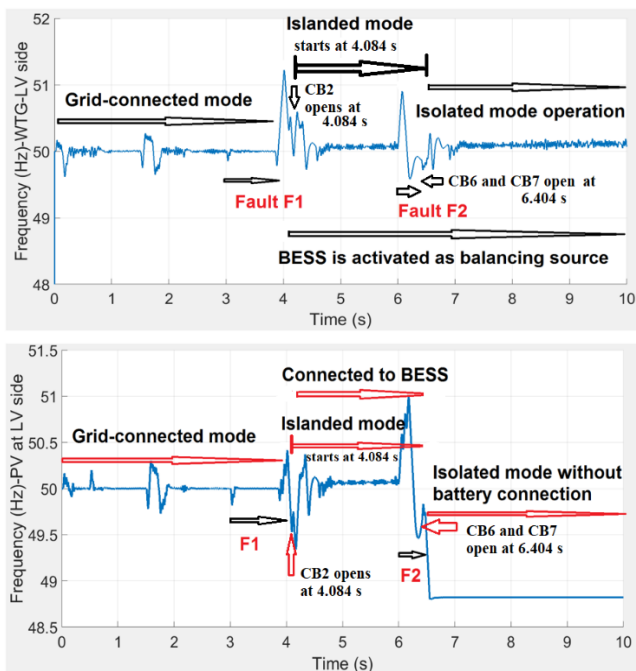 52
51
50
49
48
Frequency (Hz)-WTG-LV side
Islanded mode
starts at 4.084 s
CB2
opens at
4.084 s
Grid-connected mode
Isolated mode operation
Fault F1
Fault F2
CB6 and CB7 open at
6.404 s
BESS is activated as balancing source
0 1 2 3 4 5 6 7 8 9 10
Time (s)
51.5
51
50.5
50
49.5
49
48.5
Frequency (Hz)-PV at LV side
Connected to BESS
Grid-connected mode
Islanded mode
starts at 4.084 s
Isolated mode without
battery connection
F1
CB2 opens
at 4.084 s
F2
CB6 and CB7
open at 6.404 s
0 1 2 3 4 5 6 7 8 9 10
Time (s)